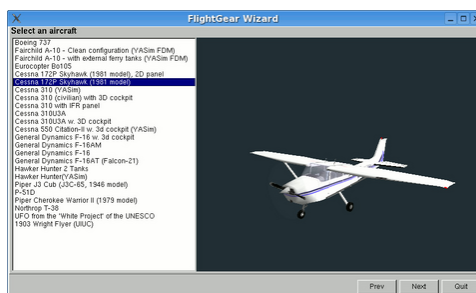 FlightGear Wizard
Select an aircraft
Boeing 737
Fairchild A-10 - Clean configuration (YASim FDM)
Fairchild A-10 - with external ferry tanks (YASim FDM)
Eurocopter Bo105
Cessna 172P Skyhawk (1981 model), 2D panel
Cessna 172P Skyhawk (1981 model)
Cessna 310 (YASim)
Cessna 310 (civilian) with 3D cockpit
Cessna 310 with IFR panel
Cessna 310U3A
Cessna 310U3A w. 3D cockpit
Cessna 550 Citation-II w. 3d cockpit (YASim)
General Dynamics F-16 w. 3d cockpit
General Dynamics F-16AM
General Dynamics F-16
General Dynamics F-16AT (Falcon-21)
Hawker Hunter 2 Tanks
Hawker Hunter(YASim)
Piper J3 Cub (J3C-65, 1946 model)
P-51D
Piper Cherokee Warrior II (1979 model)
Northrop T-38
UFO from the 'White Project' of the UNESCO
1903 Wright Flyer (UIUC)
Prev Next Quit